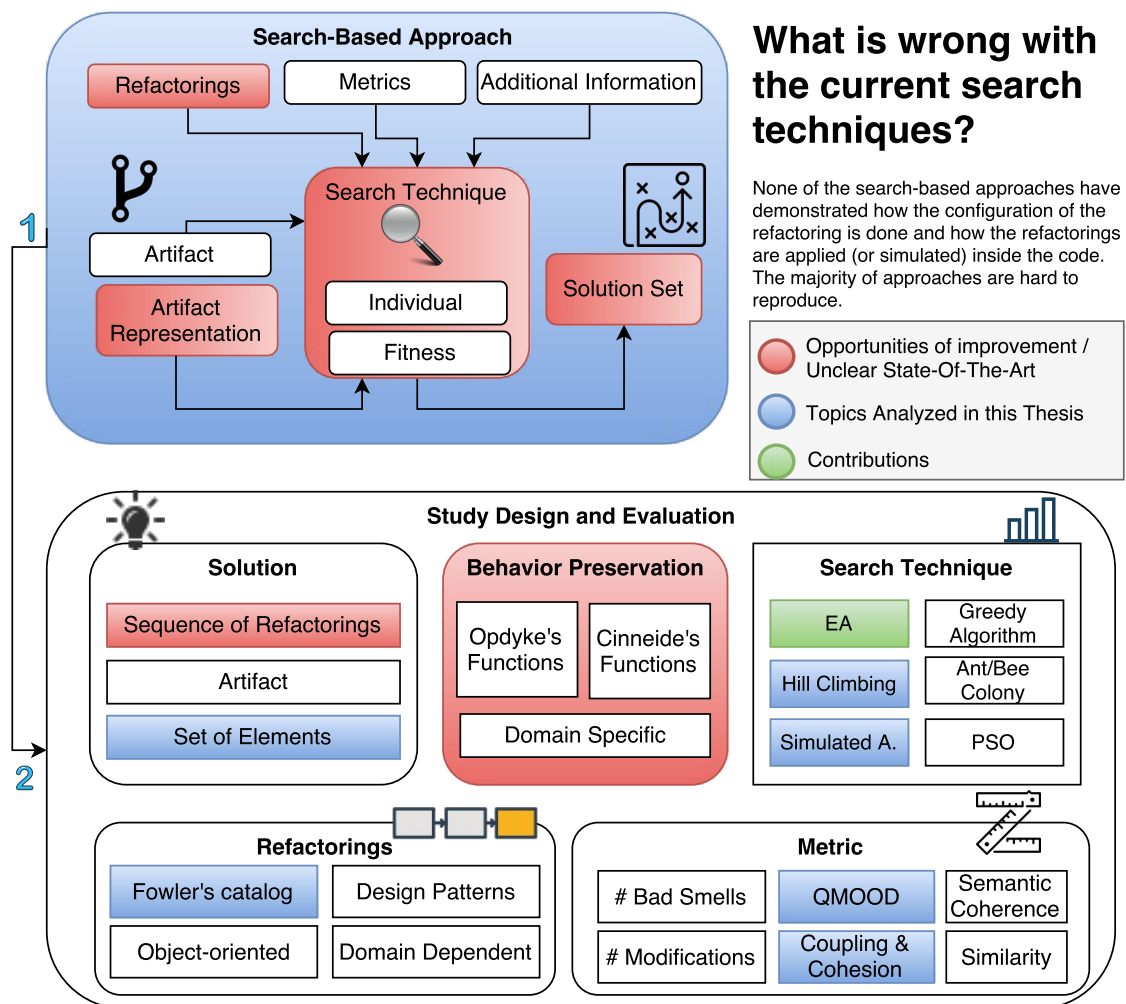 Search-Based Approach
Refactorings
Metrics
Additional Information
Search Technique
Artifact
Artifact
Representation
Individual
Fitness
Solution Set
1
What is wrong with
the current search
techniques?
None of the search-based approaches have
demonstrated how the configuration of the
refactoring is done and how the refactorings
are applied (or simulated) inside the code.
The majority of approaches are hard to
reproduce.
Opportunities of improvement /
Unclear State-Of-The-Art
Topics Analyzed in this Thesis
Contributions
2
Study Design and Evaluation
Solution
Sequence of Refactorings
Artifact
Set of Elements
Behavior Preservation
Opdyke's
Functions
Cinneide's
Functions
Domain Specific
Search Technique
EA
Greedy
Algorithm
Hill Climbing
Ant/Bee
Colony
Simulated A.
PSO
Refactorings
Fowler's catalog
Design Patterns
Object-oriented
Domain Dependent
Metric
# Bad Smells
QMOOD
Semantic
Coherence
# Modifications
Coupling &
Cohesion
Similarity